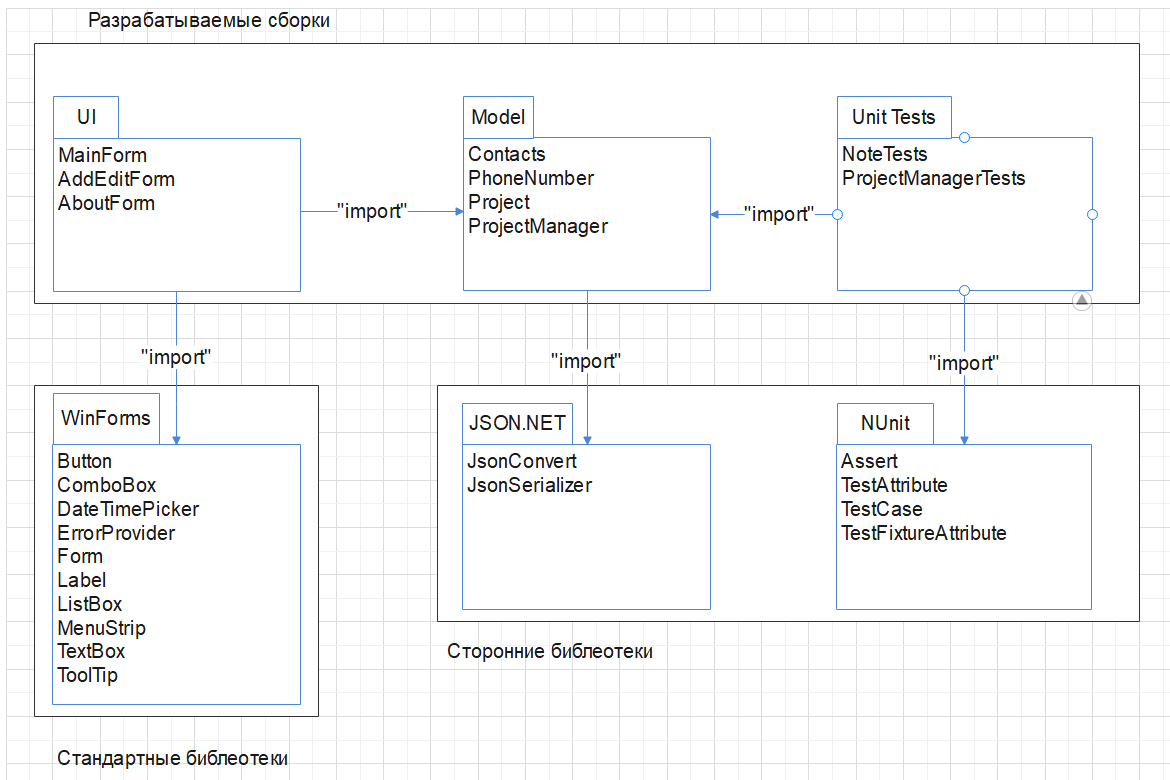 Разрабатываемые сборки
UI
MainForm
AddEditForm
AboutForm
"import"
Model
Contacts
PhoneNumber
Project
ProjectManager
"import"
Unit Tests
NoteTests
ProjectManagerTests
"import"
"import"
"import"
WinForms
Button
ComboBox
DateTimePicker
ErrorProvider
Form
Label
ListBox
MenuStrip
TextBox
ToolTip
JSON.NET
JsonConvert
JsonSerializer
NUnit
Assert
TestAttribute
TestCase
TestFixtureAttribute
Сторонние библеотеки
Стандартные библеотеки